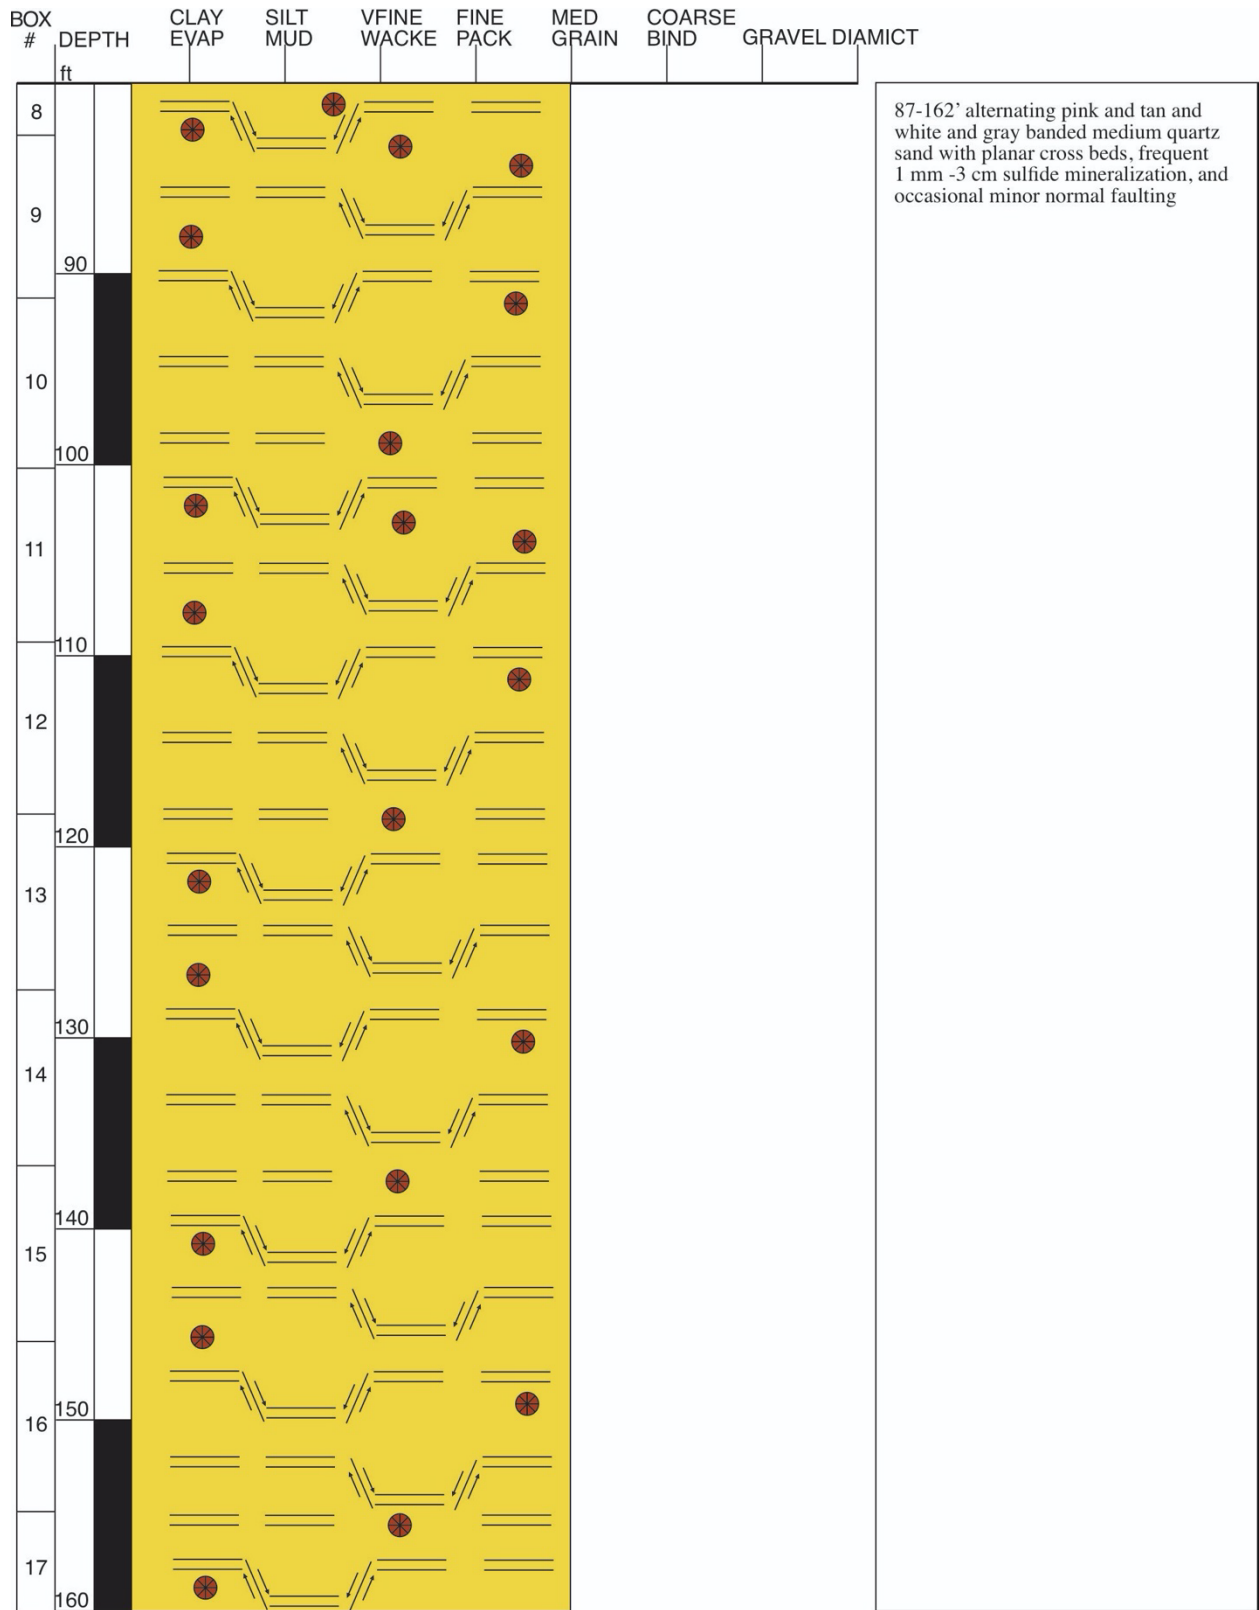 BOX # DEPTH CLAY EVAP SILT MUD VFINE WACKE FINE PACK MED GRAIN COARSE BIND GRAVEL DIAMICT
ft
87-162’ alternating pink and tan and
white and gray banded medium quartz
sand with planar cross beds, frequent
1 mm -3 cm sulfide mineralization, and
occasional minor normal faulting
8
9
90
10
100
11
110
12
120
13
130
14
140
15
150
16
17
160